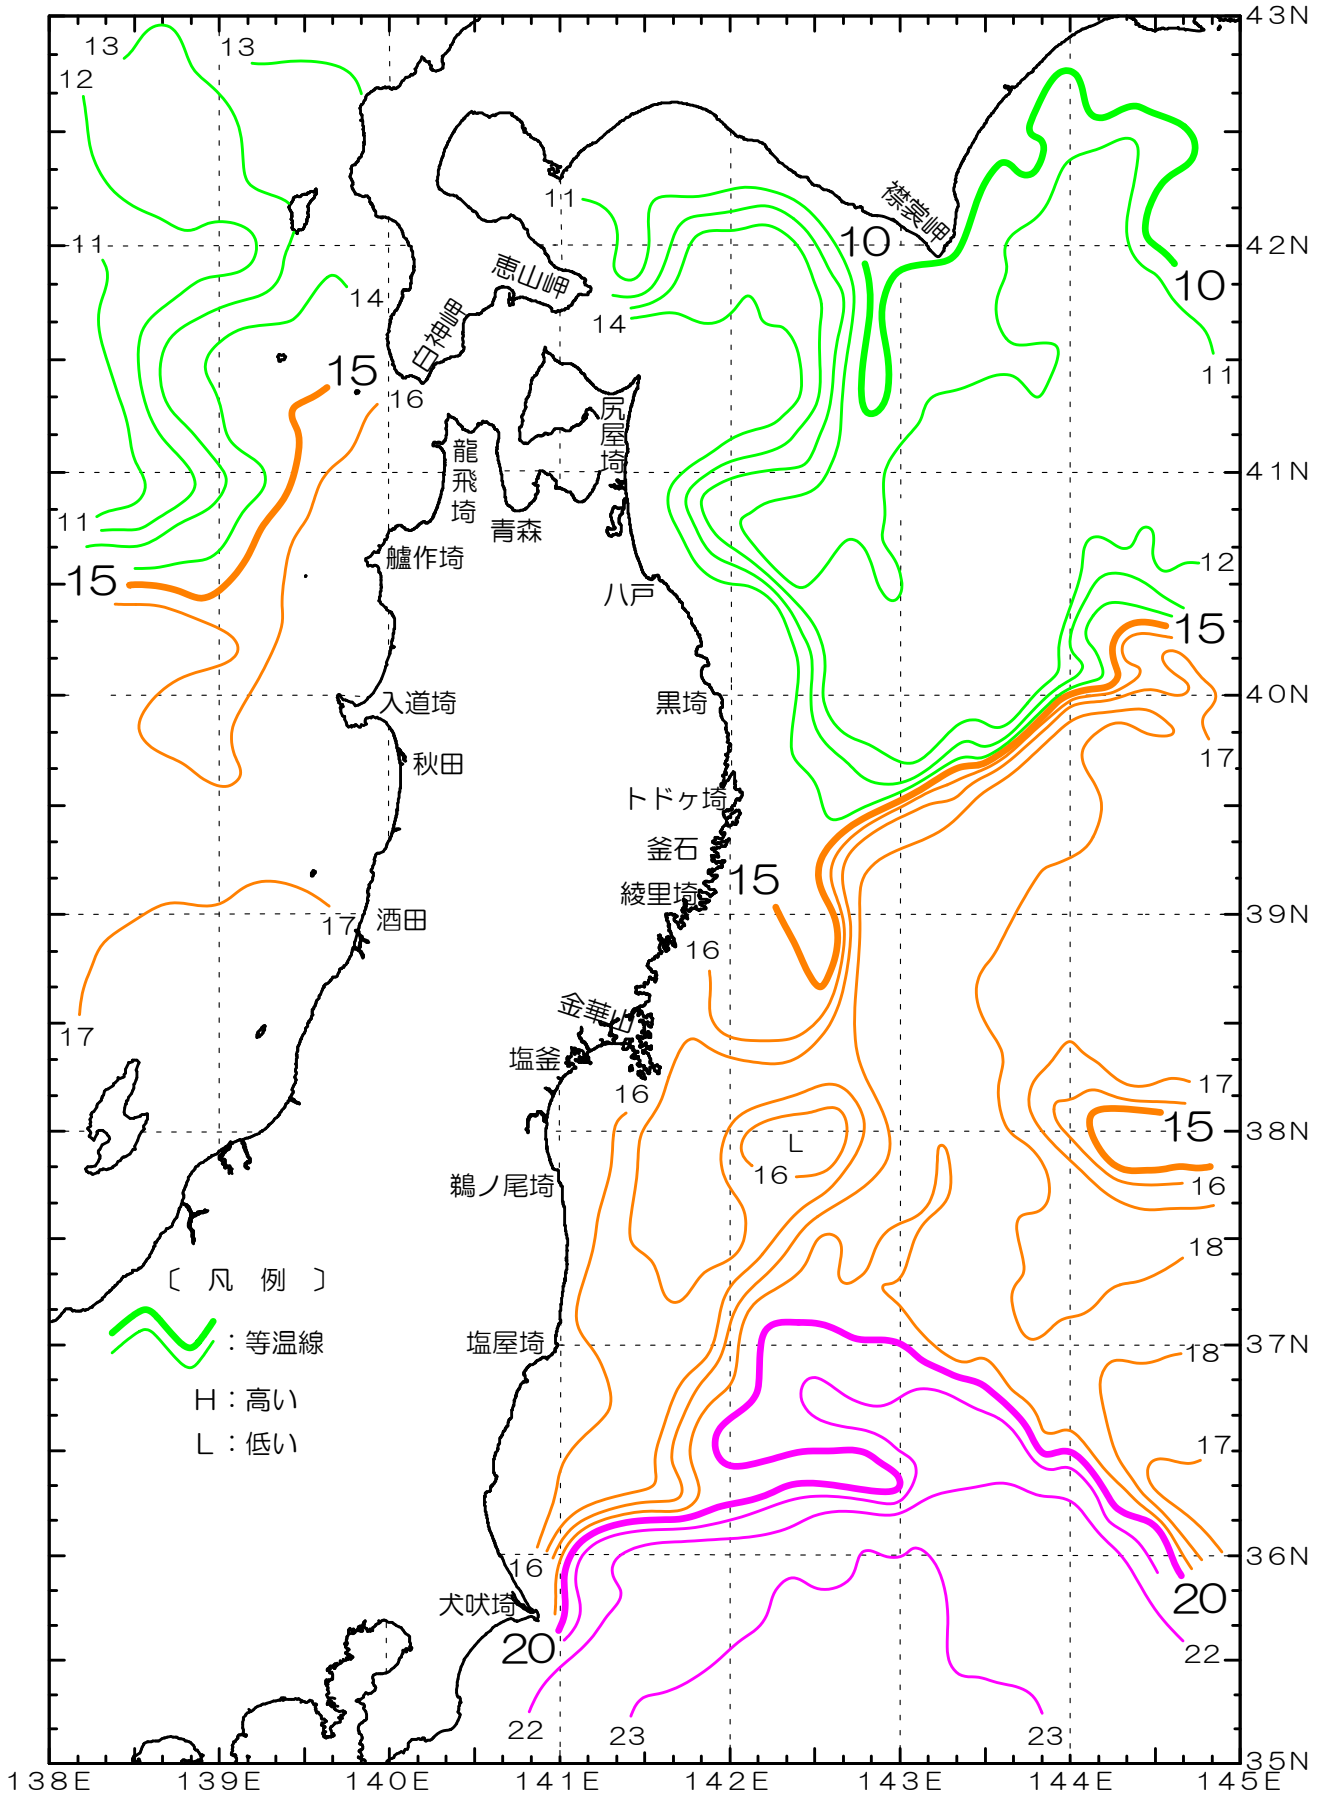 43N
13
13
12
襟裳岬
11
10
11
42N
恵山岬
10
14
14
白神岬
15
11
16
尻屋埼
龍飛埼
41N
11
青森
艫作埼
12
15
八戸
15
入道埼
黒埼
40N
秋田
17
トドヶ埼
釜石
15
綾里埼
17
酒田
39N
16
金華山
17
塩釜
17
16
15
38N
L
16
鵜ノ尾埼
16
18
〔 凡 例 〕
：等温線
塩屋埼
37N
18
H：高い
L：低い
17
16
36N
犬吠埼
20
20
22
22
23
23
35N
138E
139E
140E
141E
142E
143E
144E
145E